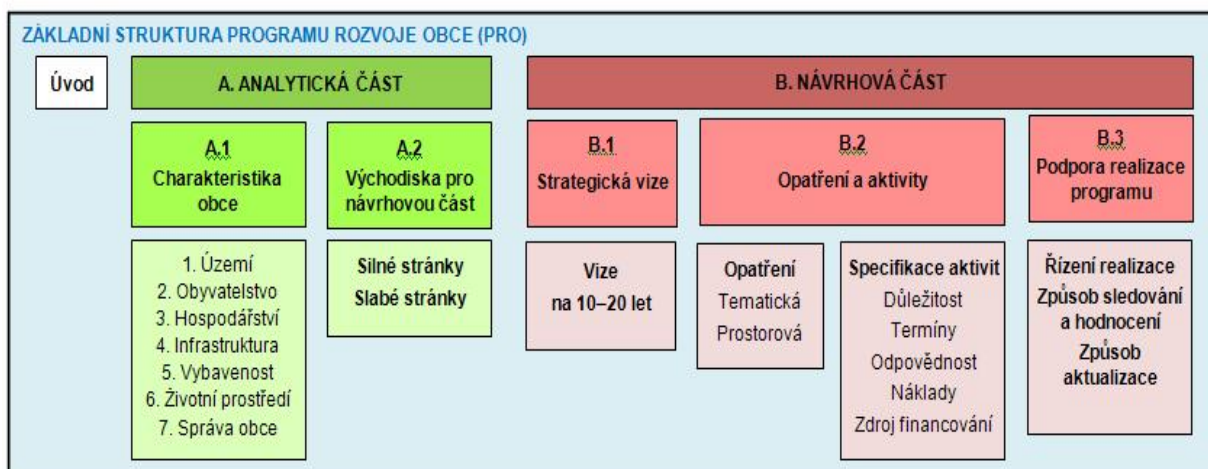 ZÁKLADNÍ STRUKTURA PROGRAMU ROZVOJE OBCE (PRO)
Úvod
A. ANALYTICKÁ ČÁST
B. NÁVRHOVÁ ČÁST
A.1
Charakteristika
obce
A.2
Východiska pro
návrhovou část
B.1
Strategická vize
B.2
Opatření a aktivity
B.3
Podpora realizace
programu
1. Území
2. Obyvatelstvo
3. Hospodářství
4. Infrastruktura
5. Vybavenost
6. Životní prostředí
7. Správa obce
Silné stránky
Slabé stránky
Vize
na 10–20 let
Opatření
Tematická
Prostorová
Specifikace aktivit
Důležitost
Termíny
Odpovědnost
Náklady
Zdroj financování
Řízení realizace
Způsob sledování
a hodnocení
Způsob
aktualizace